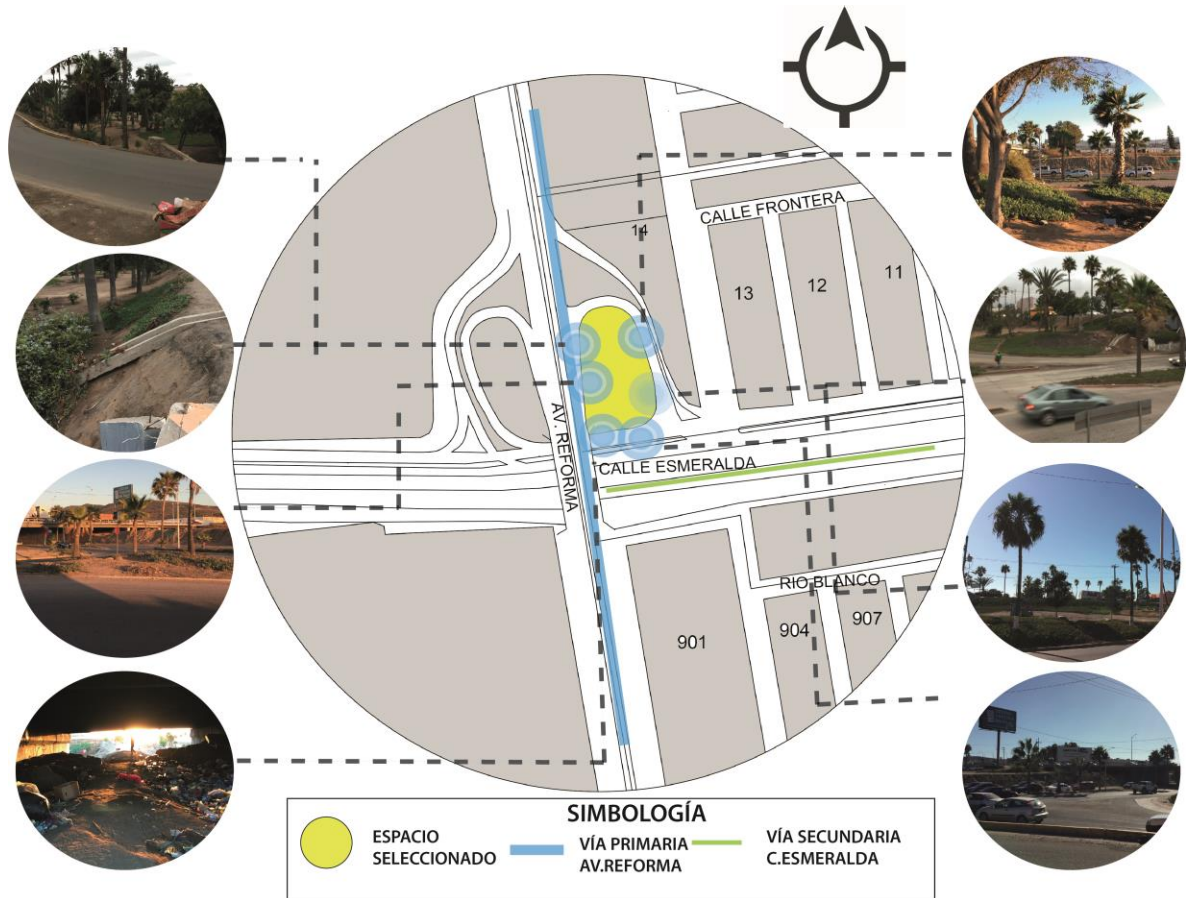 CALLE FRONTERA
14
13
12
11
AV. REFORMA
CALLE ESMERALDA
RIO BLANCO
901
904
907
SIMBOLOGÍA
ESPACIO
SELECCIONADO
VÍA PRIMARIA
AV.REFORMA
VÍA SECUNDARIA
C.ESMERALDA